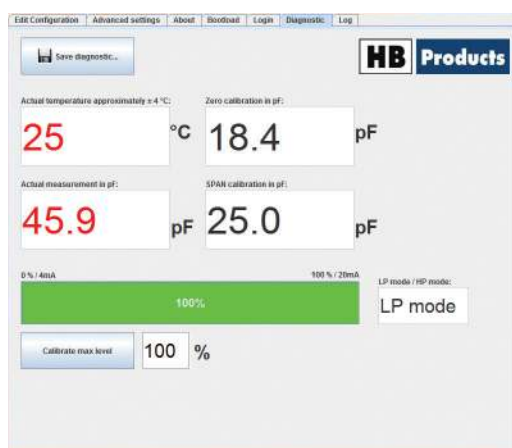 Edit Configuration Advanced settings About Bootload Login Diagnostic Log
Save diagnostic...
HB Products
Actual temperature approximately ± 4 °C: Zero calibration in pF:
25 °C 18.4 pF
Actual measurement in pF: SPAN calibration in pF:
45.9 pF 25.0 pF
0 % / 4mA 100 % / 20mA LP mode / HP mode:
100% LP mode
Calibrate max level 100 %